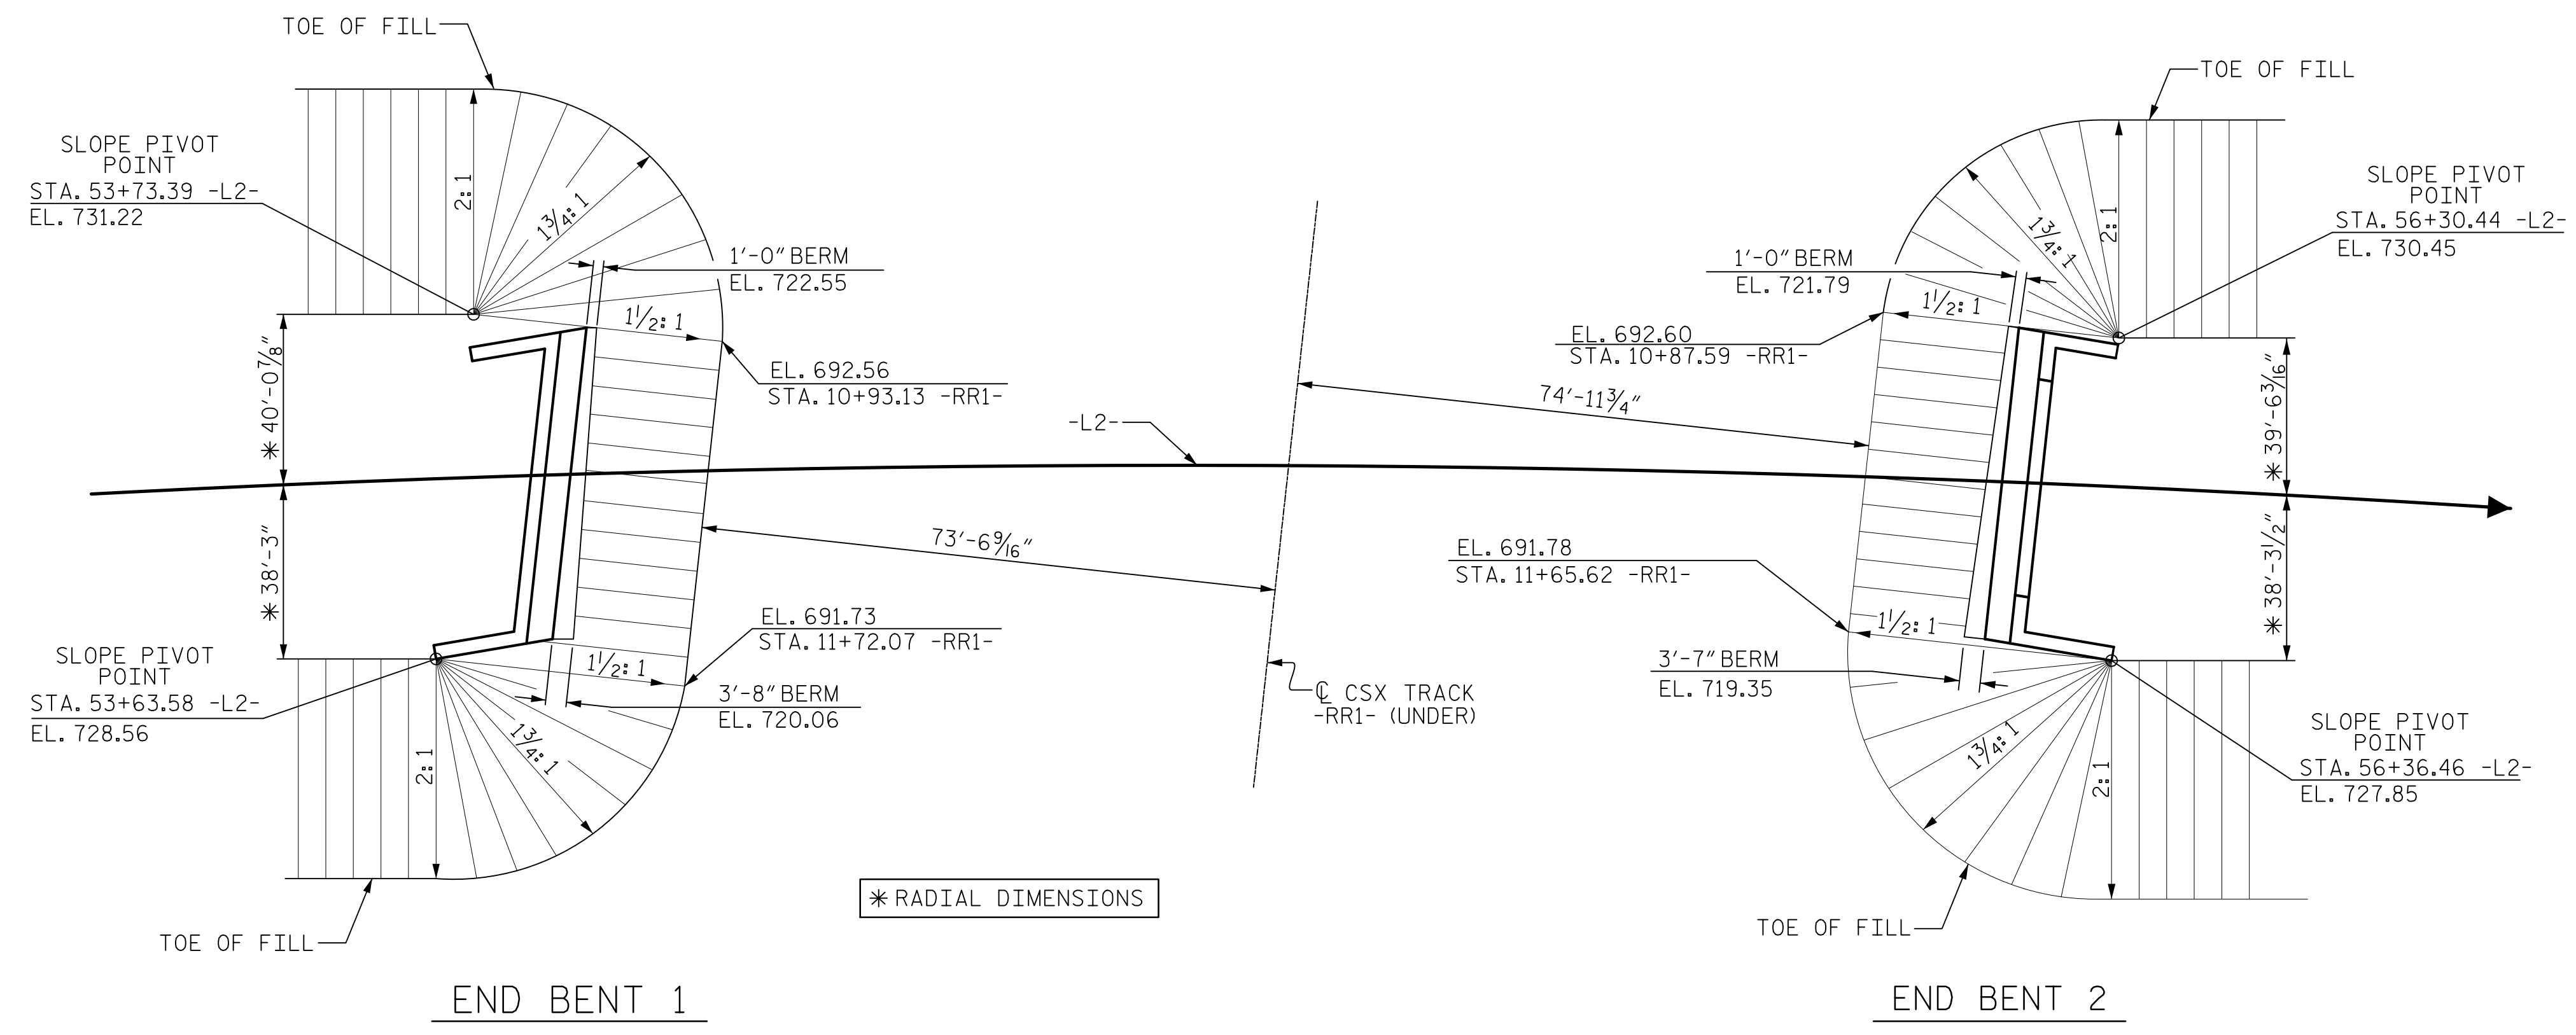 TOE OF FILL
SLOPE PIVOT
POINT
STA. 53+73.39 -L2-
EL. 731.22
2:1
1¾:1
1'-0" BERM
EL. 722.55
1½:1
EL. 692.56
STA. 10+93.13 -RR1-
✳ 40'-0⅞"
✳ 38'-3"
73'-6 9/16"
EL. 691.73
STA. 11+72.07 -RR1-
1½:1
3'-8" BERM
EL. 720.06
SLOPE PIVOT
POINT
STA. 53+63.58 -L2-
EL. 728.56
2:1
1¾:1
TOE OF FILL
END BENT 1
-L2-
℄ CSX TRACK
-RR1- (UNDER)
✳ RADIAL DIMENSIONS
TOE OF FILL
SLOPE PIVOT
POINT
STA. 56+30.44 -L2-
EL. 730.45
2:1
1¾:1
1'-0" BERM
EL. 721.79
1½:1
EL. 692.60
STA. 10+87.59 -RR1-
74'-11¾"
✳ 39'-6 3/16"
✳ 38'-3½"
EL. 691.78
STA. 11+65.62 -RR1-
1½:1
3'-7" BERM
EL. 719.35
SLOPE PIVOT
POINT
STA. 56+36.46 -L2-
EL. 727.85
1¾:1
2:1
TOE OF FILL
END BENT 2